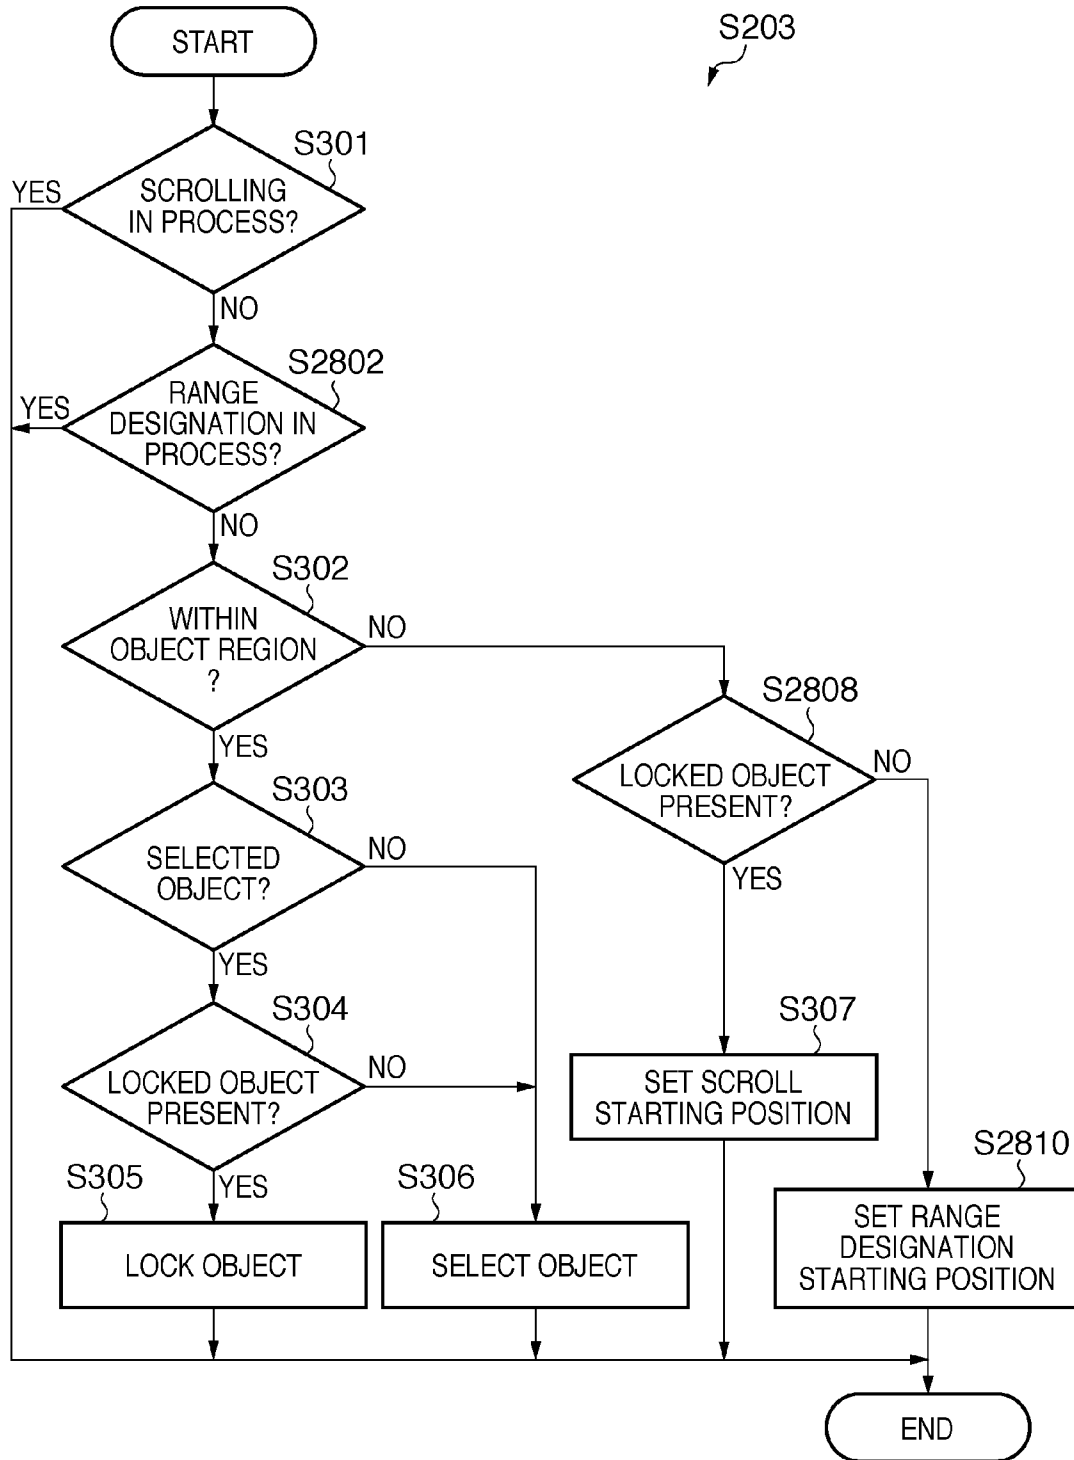 START
S203
S301
YES
SCROLLING
IN PROCESS?
NO
S2802
YES
RANGE
DESIGNATION IN
PROCESS?
NO
S302
WITHIN
OBJECT REGION
?
NO
YES
S2808
LOCKED OBJECT
PRESENT?
NO
YES
S303
SELECTED
OBJECT?
NO
YES
S304
LOCKED OBJECT
PRESENT?
NO
YES
S307
SET SCROLL
STARTING POSITION
S305
LOCK OBJECT
S306
SELECT OBJECT
S2810
SET RANGE
DESIGNATION
STARTING POSITION
END